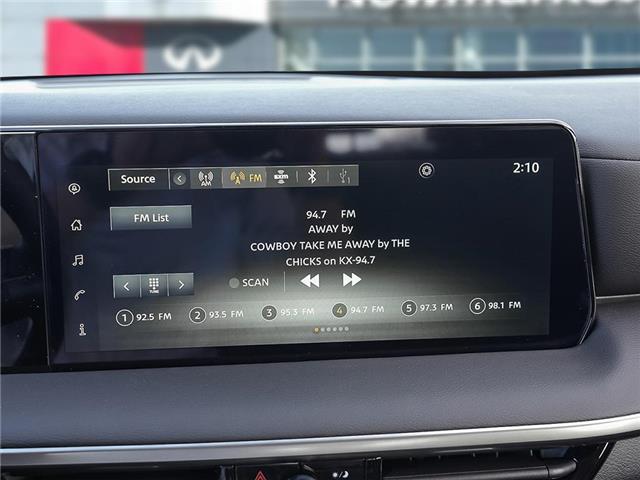 Source
AM
FM
sxm
1
2:10
FM List
94.7 FM
AWAY by
COWBOY TAKE ME AWAY by THE
CHICKS on KX-94.7
SCAN
1 92.5 FM
2 93.5 FM
3 95.3 FM
4 94.7 FM
5 97.3 FM
6 98.1 FM